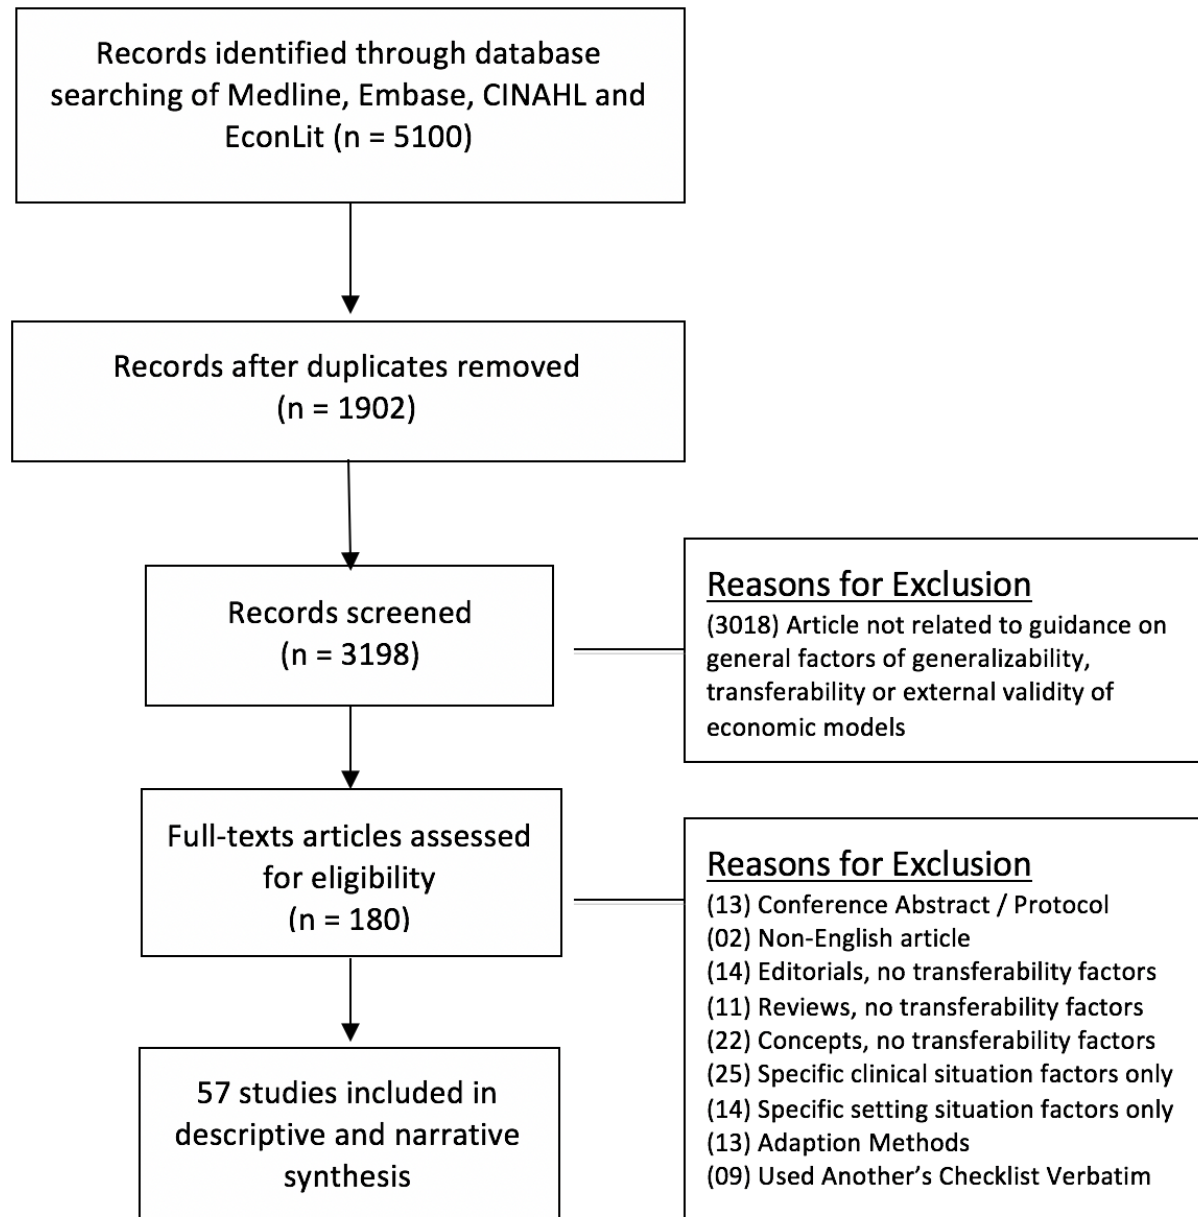 Records identified through database
searching of Medline, Embase, CINAHL and
EconLit (n = 5100)
Records after duplicates removed
(n = 1902)
Records screened
(n = 3198)
Reasons for Exclusion
(3018) Article not related to guidance on
general factors of generalizability,
transferability or external validity of
economic models
Full-texts articles assessed
for eligibility
(n = 180)
Reasons for Exclusion
(13) Conference Abstract / Protocol
(02) Non-English article
(14) Editorials, no transferability factors
(11) Reviews, no transferability factors
(22) Concepts, no transferability factors
(25) Specific clinical situation factors only
(14) Specific setting situation factors only
(13) Adaption Methods
(09) Used Another's Checklist Verbatim
57 studies included in
descriptive and narrative
synthesis